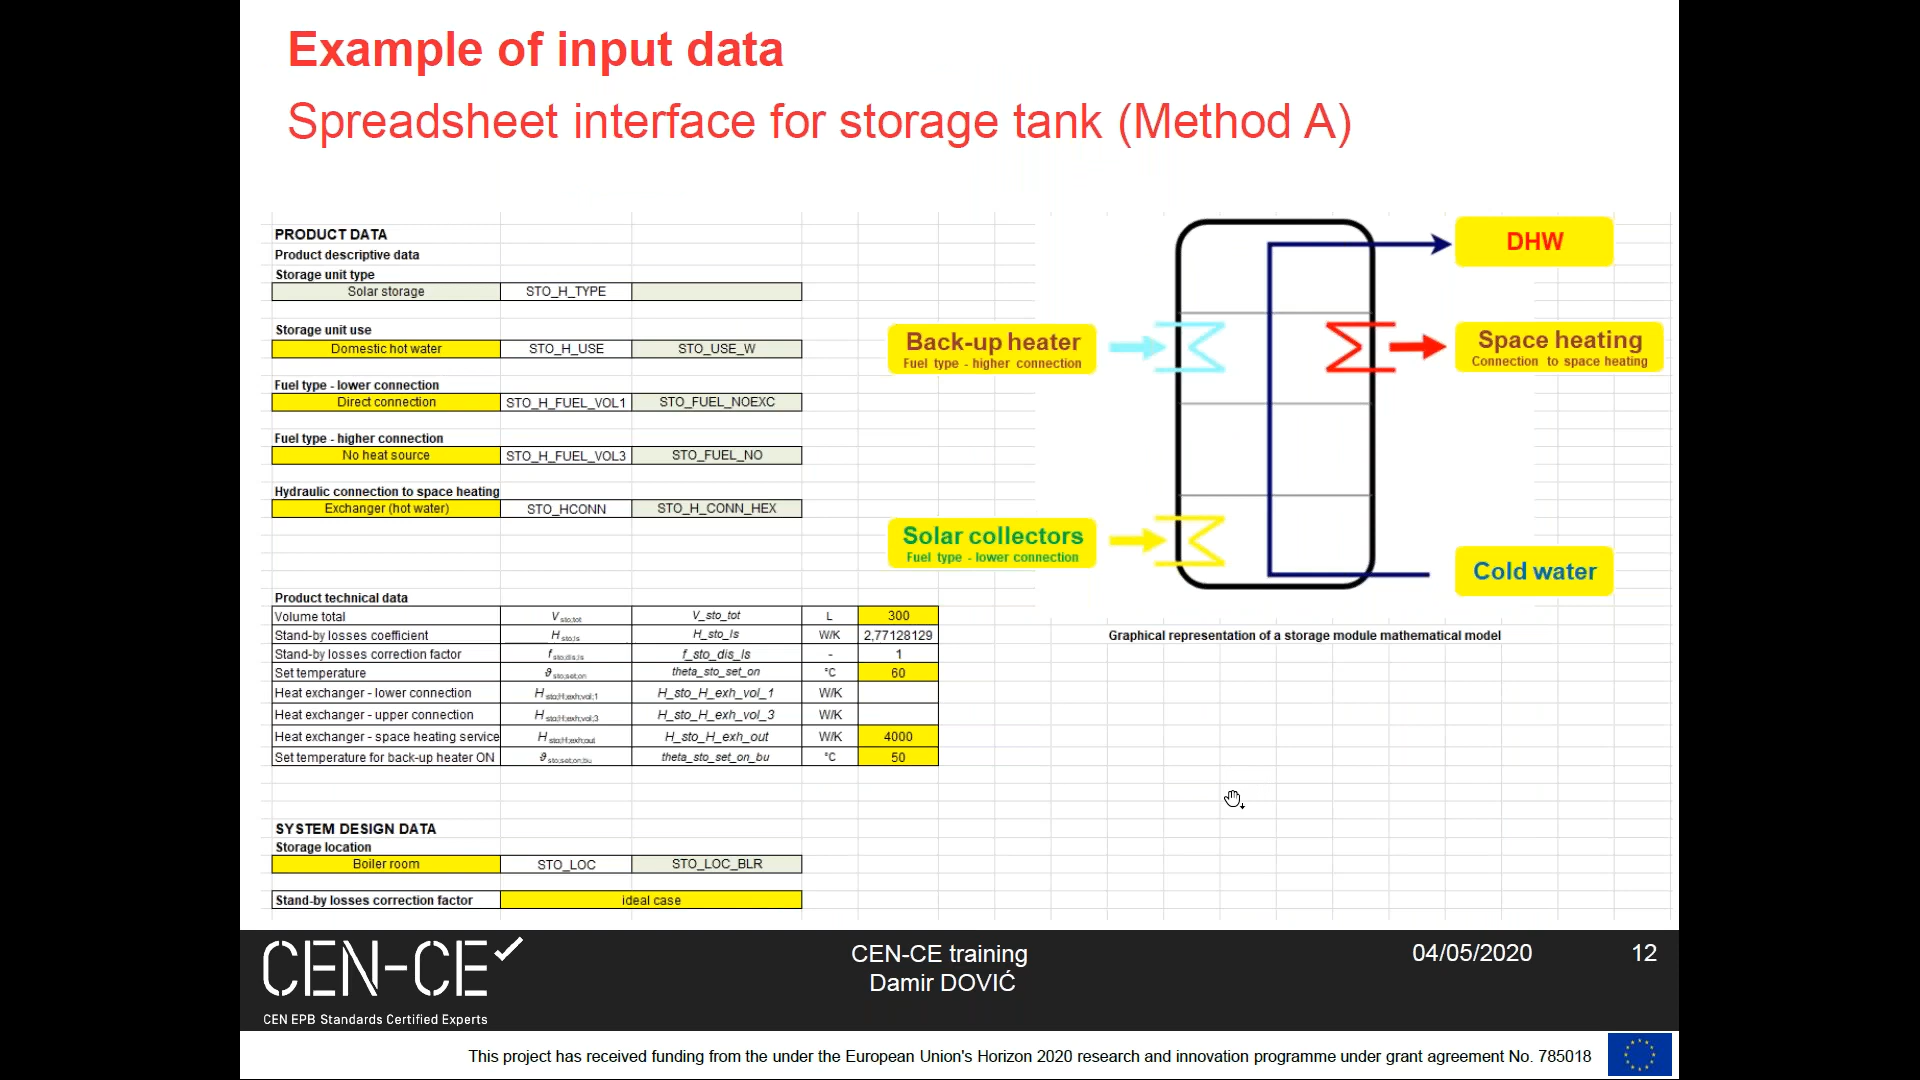 Example of input data
Spreadsheet interface for storage tank (Method A)
PRODUCT DATA
Product descriptive data
Storage unit type
Solar storage STO_H_TYPE
Storage unit use
Domestic hot water STO_H_USE STO_USE_W
Fuel type - lower connection
Direct connection STO_H_FUEL_VOL1 STO_FUEL_NOEXC
Fuel type - higher connection
No heat source STO_H_FUEL_VOL3 STO_FUEL_NO
Hydraulic connection to space heating
Exchanger (hot water) STO_HCONN STO_H_CONN_HEX
Product technical data
Volume total V sto;tot V_sto_tot L 300
Stand-by losses coefficient H sto;ls H_sto_ls W/K 2,77128129
Stand-by losses correction factor f sto;dis;ls f_sto_dis_ls - 1
Set temperature ϑ sto;set;on theta_sto_set_on °C 60
Heat exchanger - lower connection H sto;H;exh;vol;1 H_sto_H_exh_vol_1 W/K
Heat exchanger - upper connection H sto;H;exh;vol;3 H_sto_H_exh_vol_3 W/K
Heat exchanger - space heating service H sto;H;exh;out H_sto_H_exh_out W/K 4000
Set temperature for back-up heater ON ϑ sto;set;on;bu theta_sto_set_on_bu °C 50
SYSTEM DESIGN DATA
Storage location
Boiler room STO_LOC STO_LOC_BLR
Stand-by losses correction factor ideal case
DHW
Back-up heater
Fuel type - higher connection
Space heating
Connection to space heating
Solar collectors
Fuel type - lower connection
Cold water
Graphical representation of a storage module mathematical model
CEN-CE
CEN EPB Standards Certified Experts
CEN-CE training
Damir DOVIĆ
04/05/2020
12
This project has received funding from the under the European Union's Horizon 2020 research and innovation programme under grant agreement No. 785018